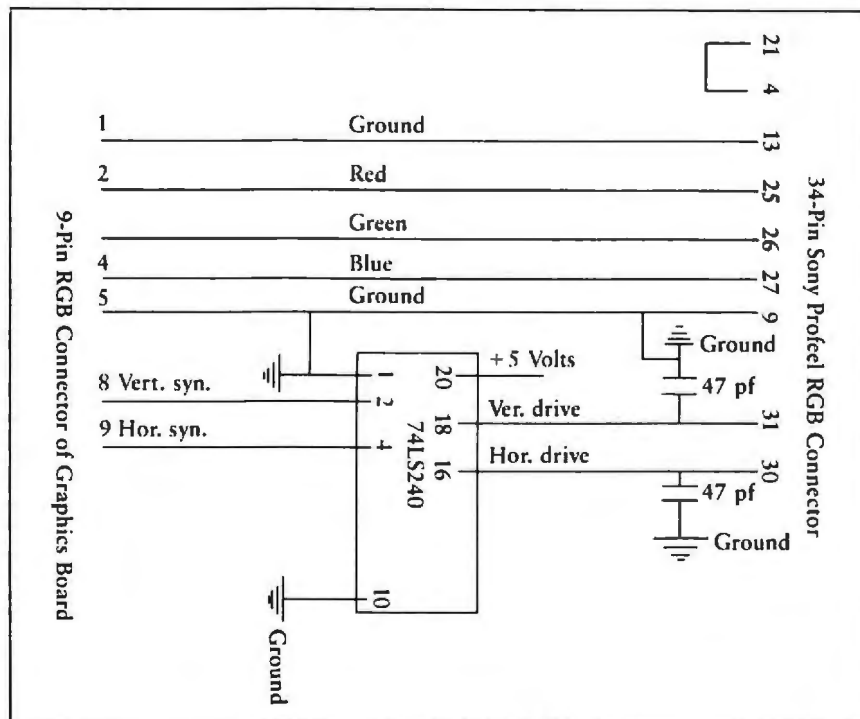 21
4
1 Ground 13
2 Red 25
Green 26
4 Blue 27
5 Ground 9
Ground
1 20 +5 Volts
47 pf
8 Vert. syn. 2
18 Ver. drive 31
9 Hor. syn. 4
16 Hor. drive 30
74LS240
47 pf
Ground
10
Ground
9-Pin RGB Connector of Graphics Board
34-Pin Sony Profeel RGB Connector